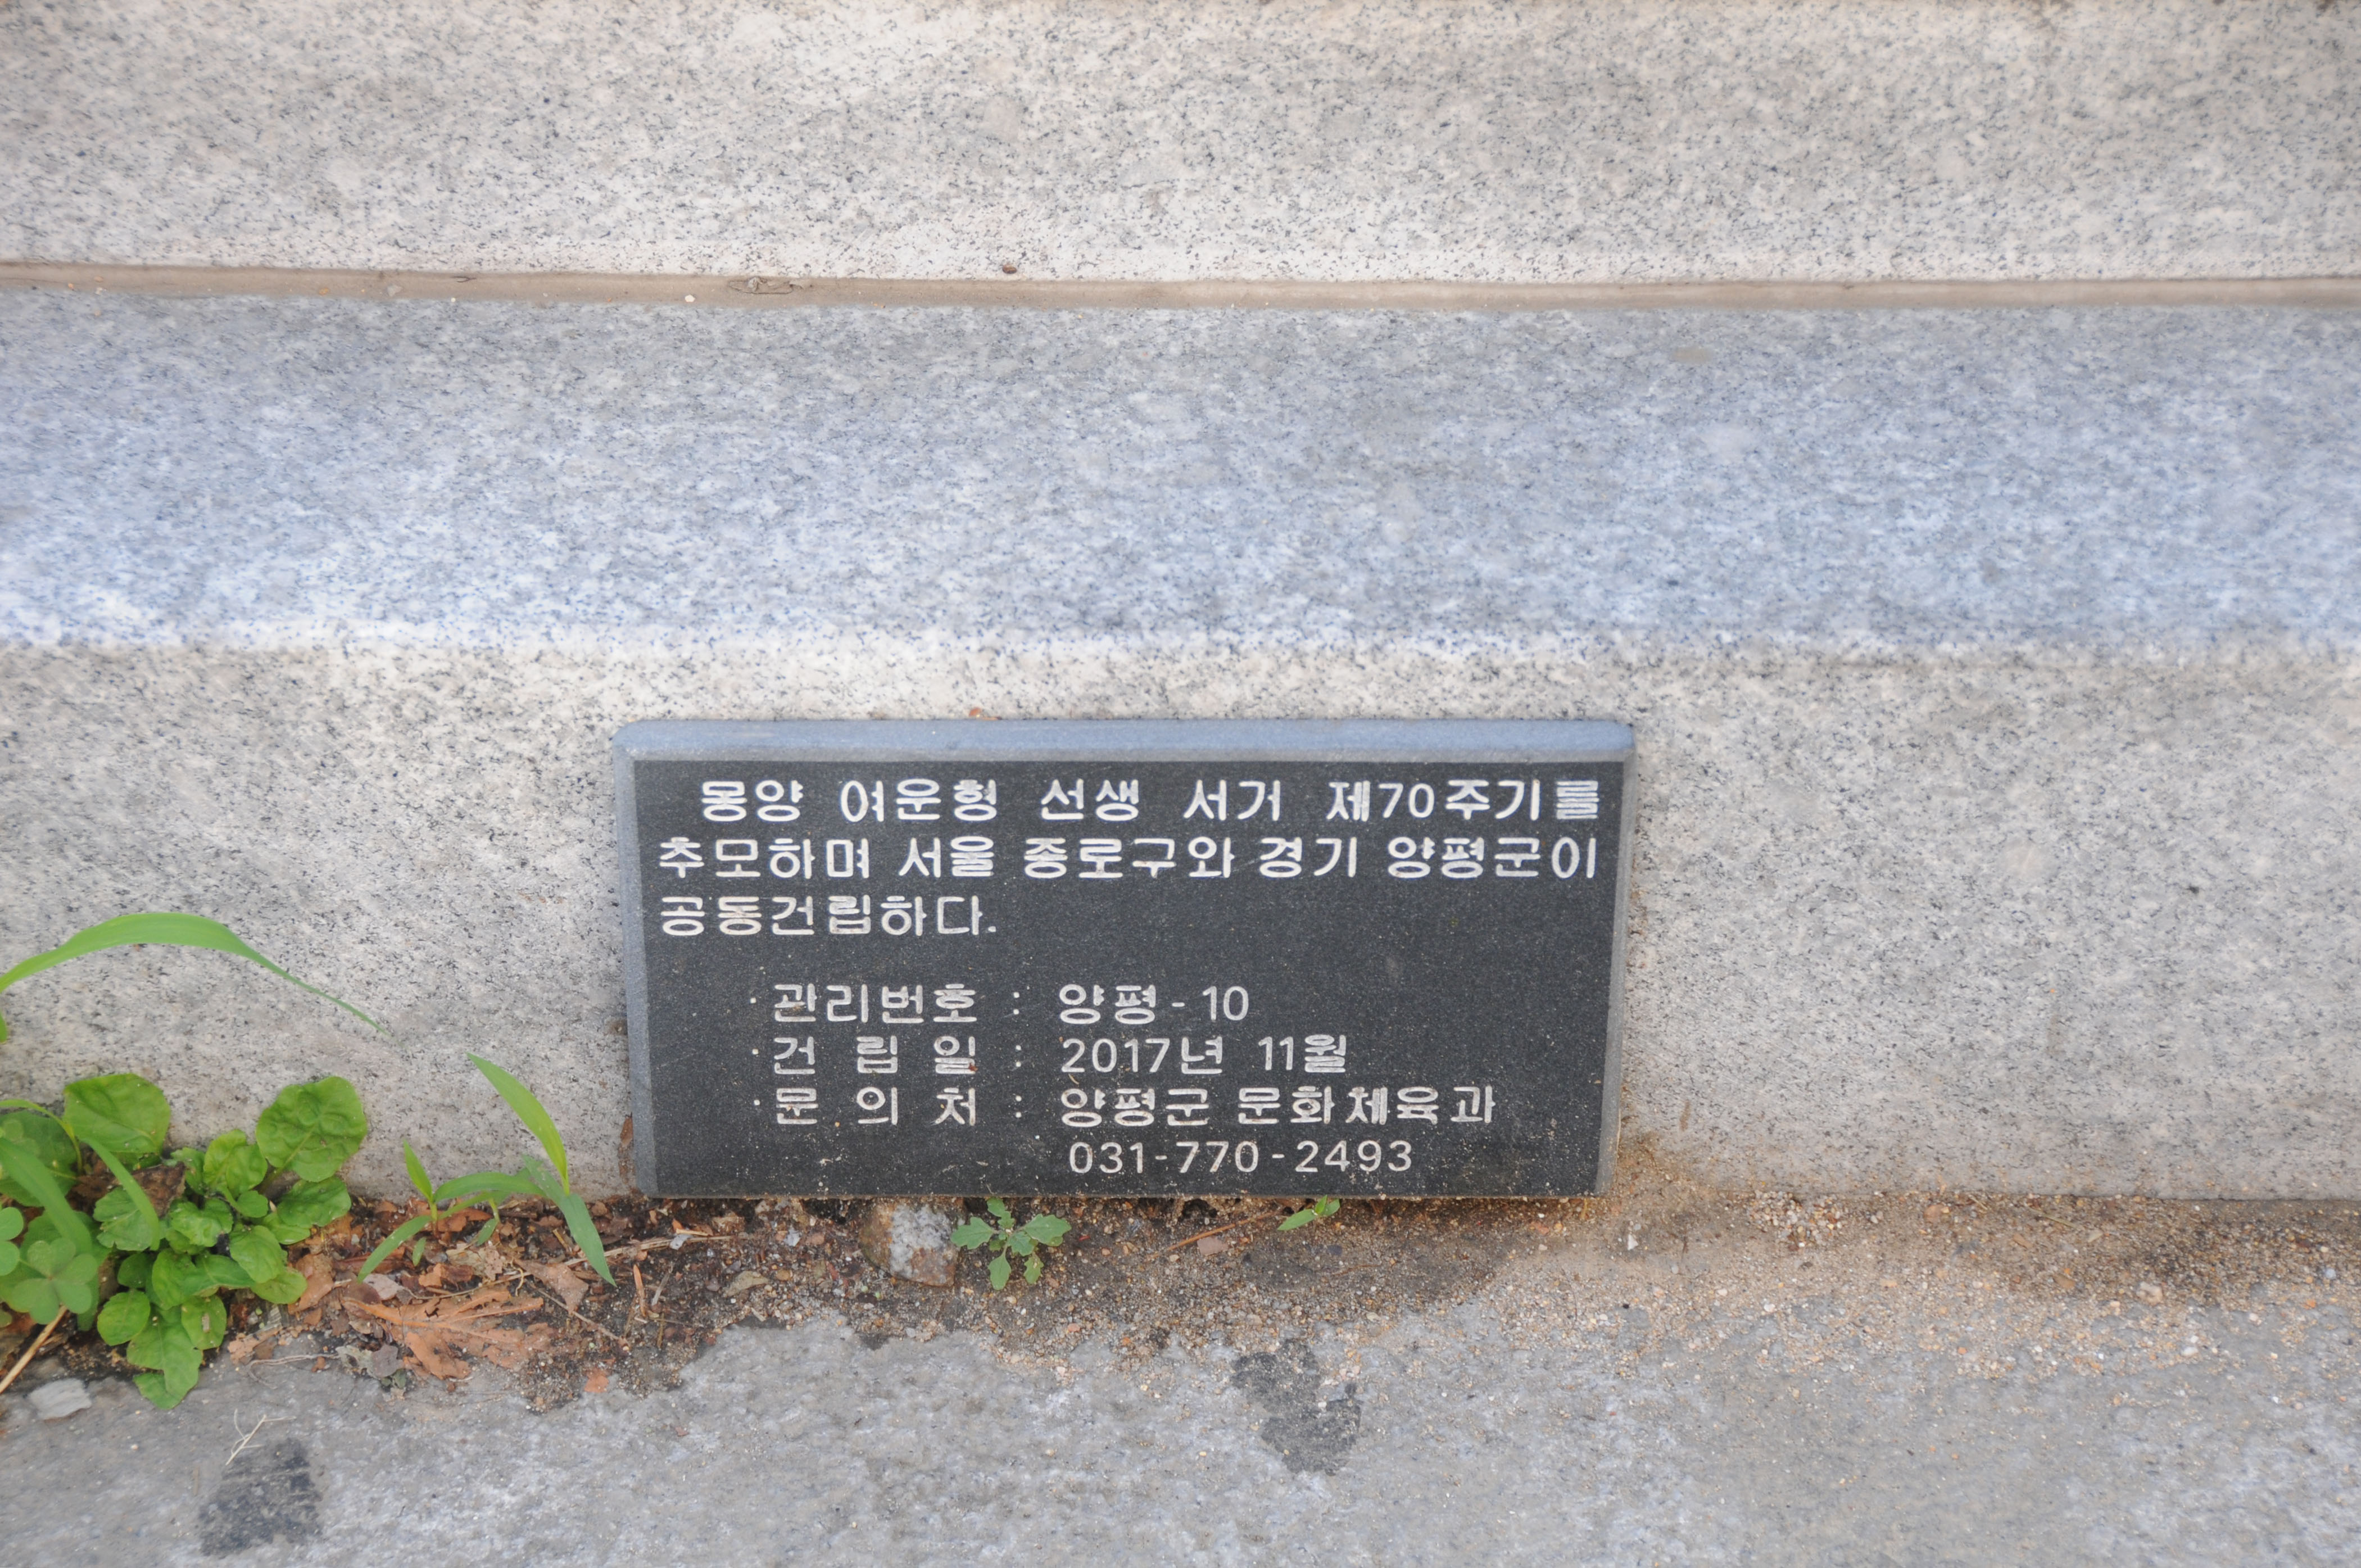 몽양 여운형 선생 서거 제70주기를
추모하며 서울 종로구와 경기 양평군이
공동건립하다.
· 관리번호 : 양평-10
· 건 립 일 : 2017년 11월
· 문 의 처 : 양평군 문화체육과
031-770-2493